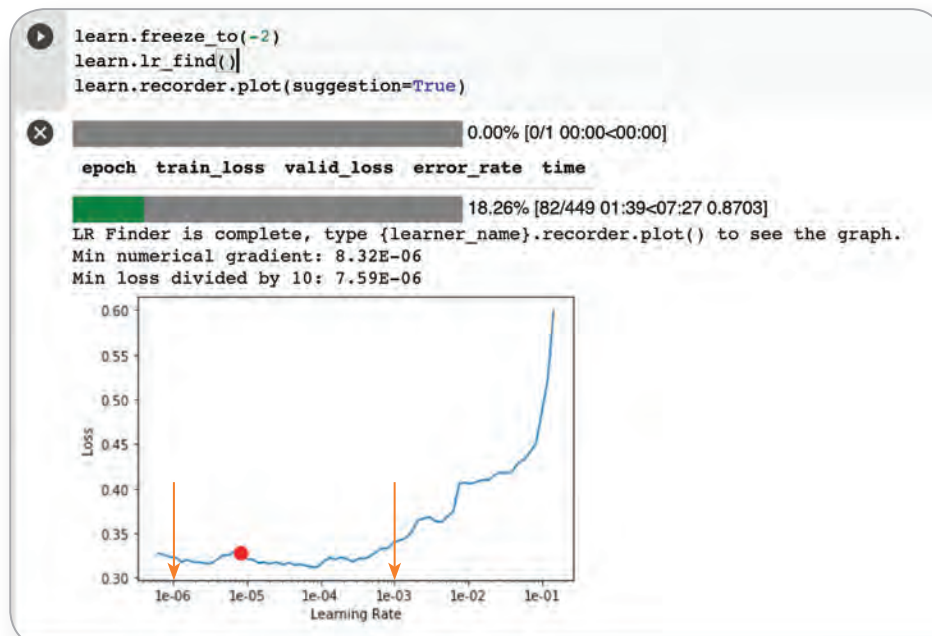 learn.freeze_to(-2)
learn.lr_find()
learn.recorder.plot(suggestion=True)
0.00% [0/1 00:00<00:00]
epoch train_loss valid_loss error_rate time
18.26% [82/449 01:39<07:27 0.8703]
LR Finder is complete, type {learner_name}.recorder.plot() to see the graph.
Min numerical gradient: 8.32E-06
Min loss divided by 10: 7.59E-06
0.60
0.55
0.50
0.45
Loss
0.40
0.35
0.30
1e-06 1e-05 1e-04 1e-03 1e-02 1e-01
Learning Rate